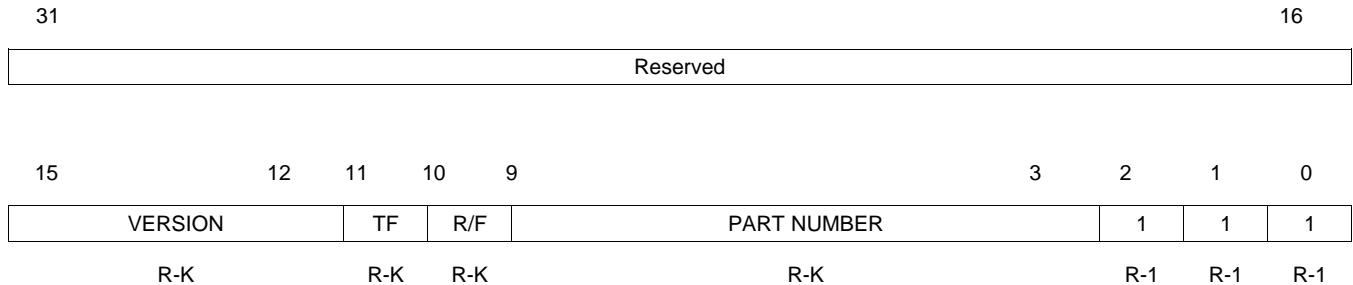 31 16
Reserved
15 12 11 10 9 3 2 1 0
VERSION TF R/F PART NUMBER 1 1 1
R-K R-K R-K R-K R-1 R-1 R-1